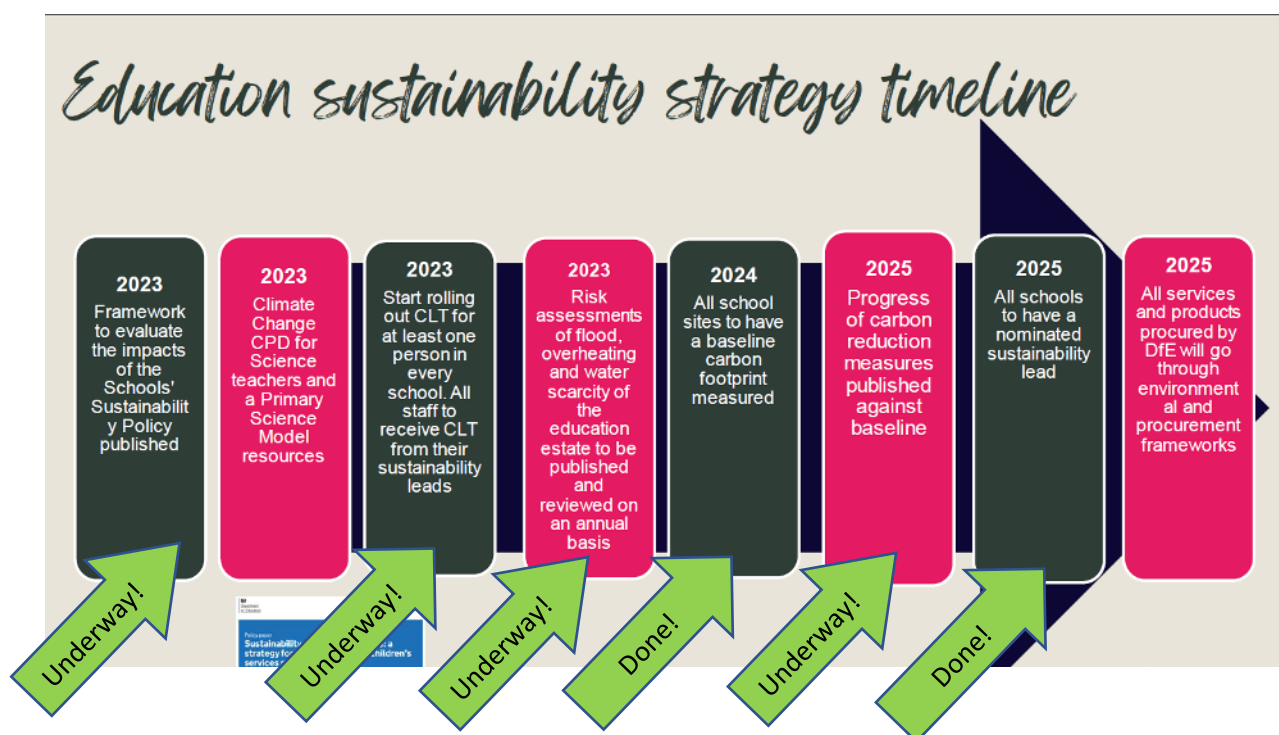 Education sustainability strategy timeline
2023
Framework
to evaluate
the impacts
of the
Schools'
Sustainabilit
y Policy
published
2023
Climate
Change
CPD for
Science
teachers and
a Primary
Science
Model
resources
2023
Start rolling
out CLT for
at least one
person in
every
school. All
staff to
receive CLT
from their
sustainability
leads
2023
Risk
assessments
of flood,
overheating
and water
scarcity of
the
education
estate to be
published
and
reviewed on
an annual
basis
2024
All school
sites to have
a baseline
carbon
footprint
measured
2025
Progress
of carbon
reduction
measures
published
against
baseline
2025
All schools
to have a
nominated
sustainability
lead
2025
All services
and products
procured by
DfE will go
through
environment
al and
procurement
frameworks
Underway!
Underway!
Underway!
Done!
Underway!
Done!
Department
for Education
Policy paper
Sustainability a
strategy for children's
services